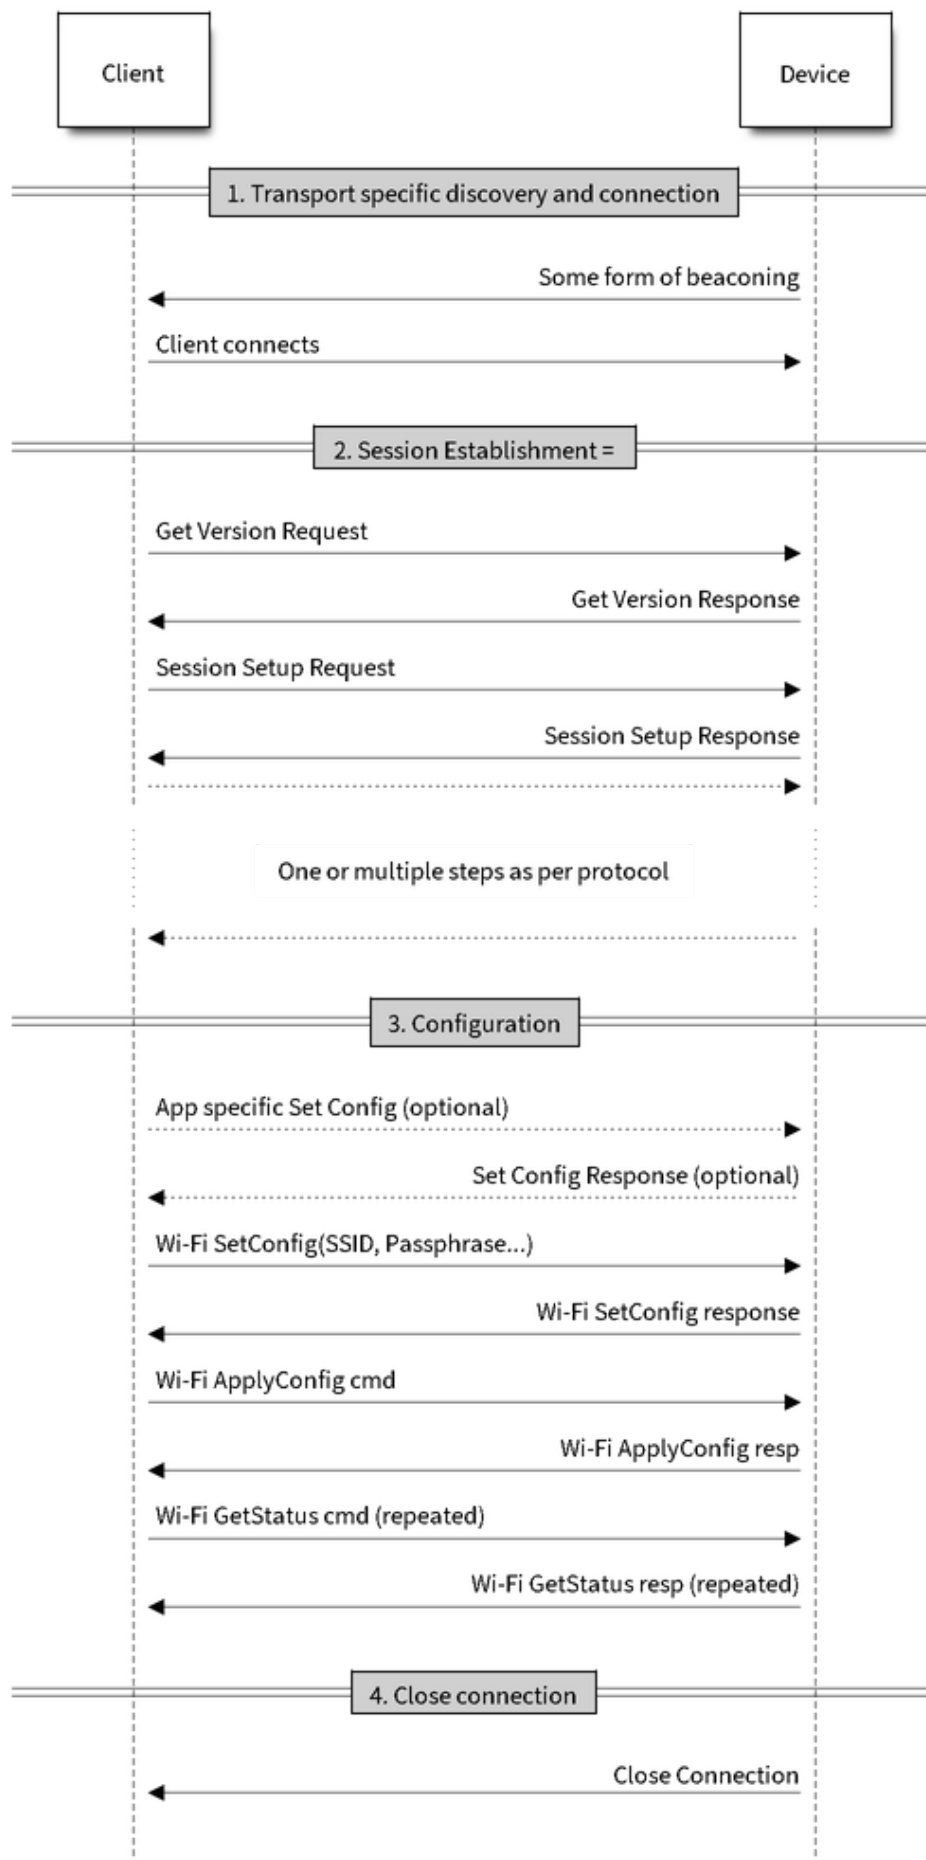 Client
Device
1. Transport specific discovery and connection
Some form of beaconing
Client connects
2. Session Establishment =
Get Version Request
Get Version Response
Session Setup Request
Session Setup Response
One or multiple steps as per protocol
3. Configuration
App specific Set Config (optional)
Set Config Response (optional)
Wi-Fi SetConfig(SSID, Passphrase...)
Wi-Fi SetConfig response
Wi-Fi ApplyConfig cmd
Wi-Fi ApplyConfig resp
Wi-Fi GetStatus cmd (repeated)
Wi-Fi GetStatus resp (repeated)
4. Close connection
Close Connection